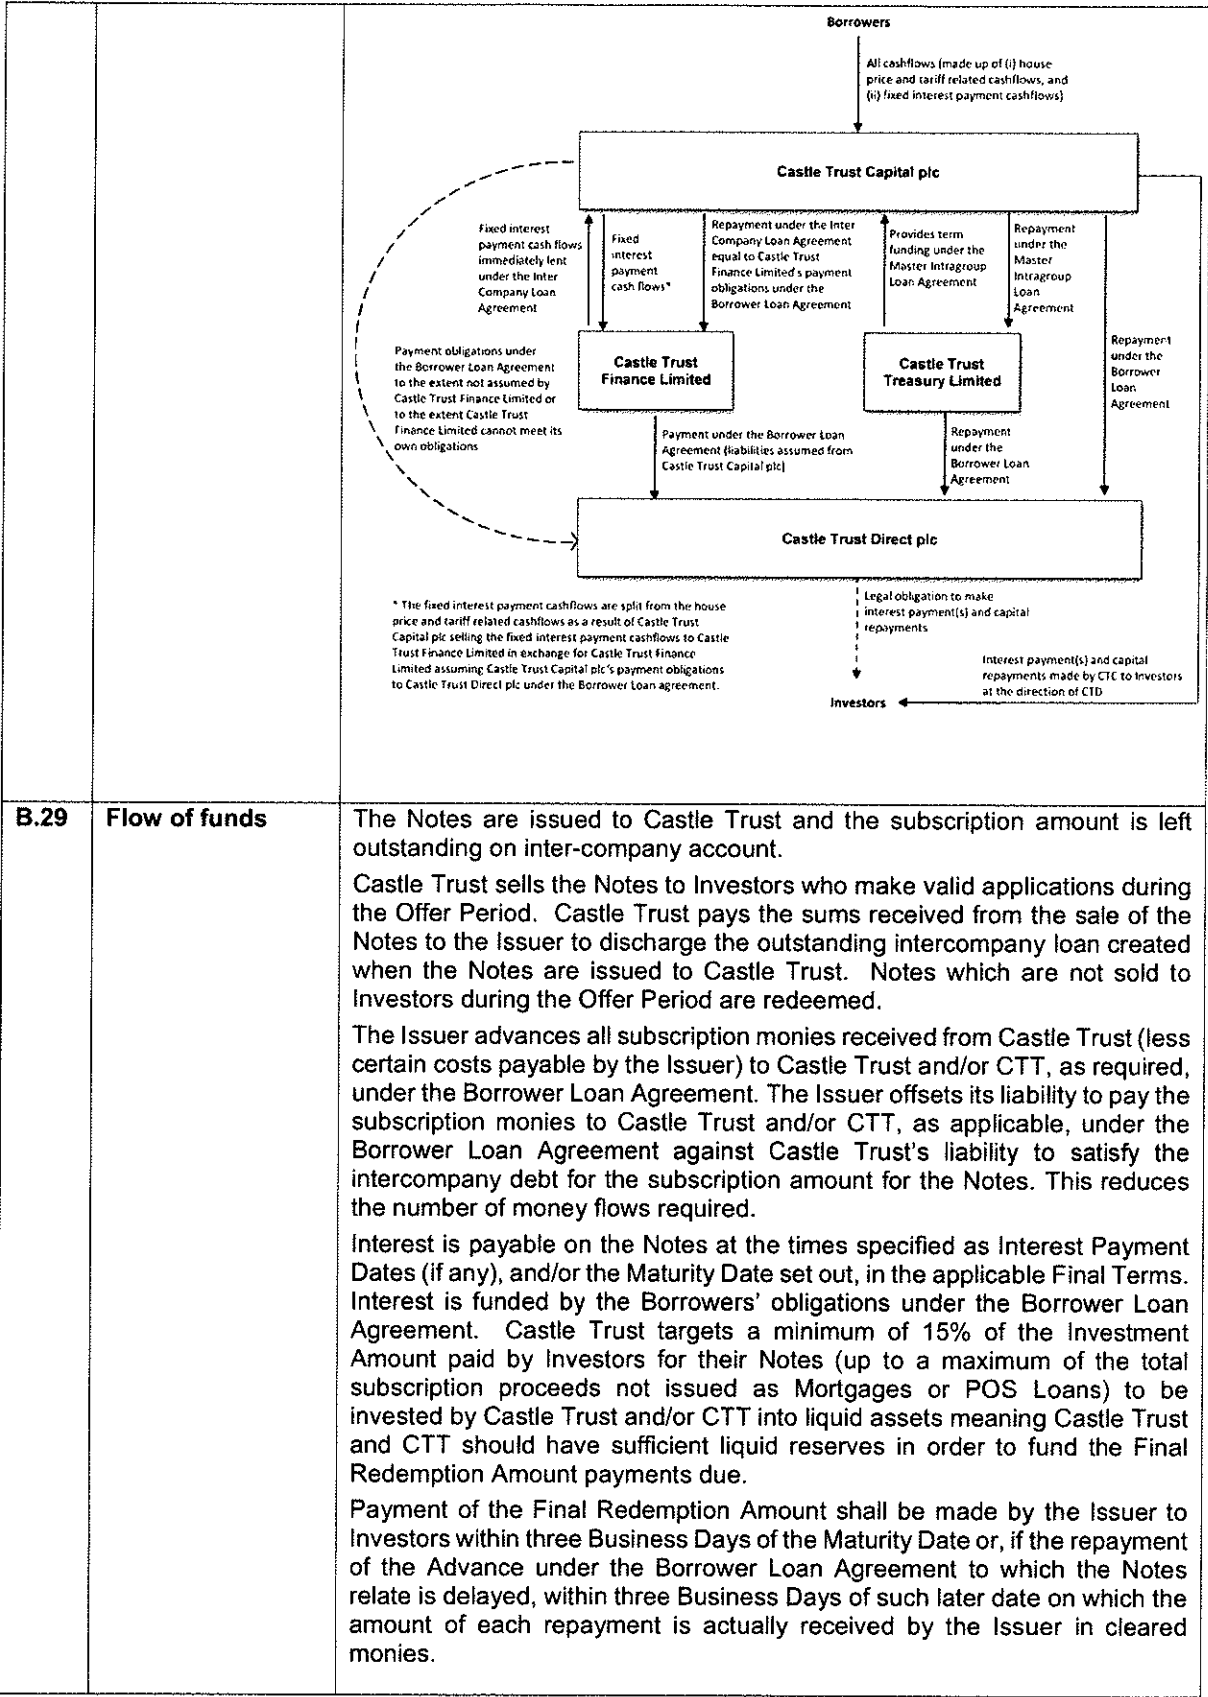 Borrowers
All cashflows (made up of (i) house
price and tariff related cashflows, and
(ii) fixed interest payment cashflows)
Castle Trust Capital plc
Fixed interest
payment cash flows
immediately lent
under the Inter
Company Loan
Agreement
Fixed
interest
payment
cash flows*
Repayment under the Inter
Company Loan Agreement
equal to Castle Trust
Finance Limited's payment
obligations under the
Borrower Loan Agreement
Provides term
funding under the
Master Intragroup
Loan Agreement
Repayment
under the
Master
Intragroup
Loan
Agreement
Repayment
under the
Borrower
Loan
Agreement
Payment obligations under
the Borrower Loan Agreement
to the extent not assumed by
Castle Trust Finance Limited or
to the extent Castle Trust
Finance Limited cannot meet its
own obligations
Castle Trust
Finance Limited
Castle Trust
Treasury Limited
Payment under the Borrower Loan
Agreement (liabilities assumed from
Castle Trust Capital plc)
Repayment
under the
Borrower Loan
Agreement
Castle Trust Direct plc
* The fixed interest payment cashflows are split from the house
price and tariff related cashflows as a result of Castle Trust
Capital plc selling the fixed interest payment cashflows to Castle
Trust Finance Limited in exchange for Castle Trust Finance
Limited assuming Castle Trust Capital plc's payment obligations
to Castle Trust Direct plc under the Borrower Loan agreement.
Legal obligation to make
interest payment(s) and capital
repayments
Interest payment(s) and capital
repayments made by CTC to Investors
at the direction of CTD
Investors
B.29 Flow of funds
The Notes are issued to Castle Trust and the subscription amount is left
outstanding on inter-company account.
Castle Trust sells the Notes to Investors who make valid applications during
the Offer Period. Castle Trust pays the sums received from the sale of the
Notes to the Issuer to discharge the outstanding intercompany loan created
when the Notes are issued to Castle Trust. Notes which are not sold to
Investors during the Offer Period are redeemed.
The Issuer advances all subscription monies received from Castle Trust (less
certain costs payable by the Issuer) to Castle Trust and/or CTT, as required,
under the Borrower Loan Agreement. The Issuer offsets its liability to pay the
subscription monies to Castle Trust and/or CTT, as applicable, under the
Borrower Loan Agreement against Castle Trust's liability to satisfy the
intercompany debt for the subscription amount for the Notes. This reduces
the number of money flows required.
Interest is payable on the Notes at the times specified as Interest Payment
Dates (if any), and/or the Maturity Date set out, in the applicable Final Terms.
Interest is funded by the Borrowers' obligations under the Borrower Loan
Agreement. Castle Trust targets a minimum of 15% of the Investment
Amount paid by Investors for their Notes (up to a maximum of the total
subscription proceeds not issued as Mortgages or POS Loans) to be
invested by Castle Trust and/or CTT into liquid assets meaning Castle Trust
and CTT should have sufficient liquid reserves in order to fund the Final
Redemption Amount payments due.
Payment of the Final Redemption Amount shall be made by the Issuer to
Investors within three Business Days of the Maturity Date or, if the repayment
of the Advance under the Borrower Loan Agreement to which the Notes
relate is delayed, within three Business Days of such later date on which the
amount of each repayment is actually received by the Issuer in cleared
monies.